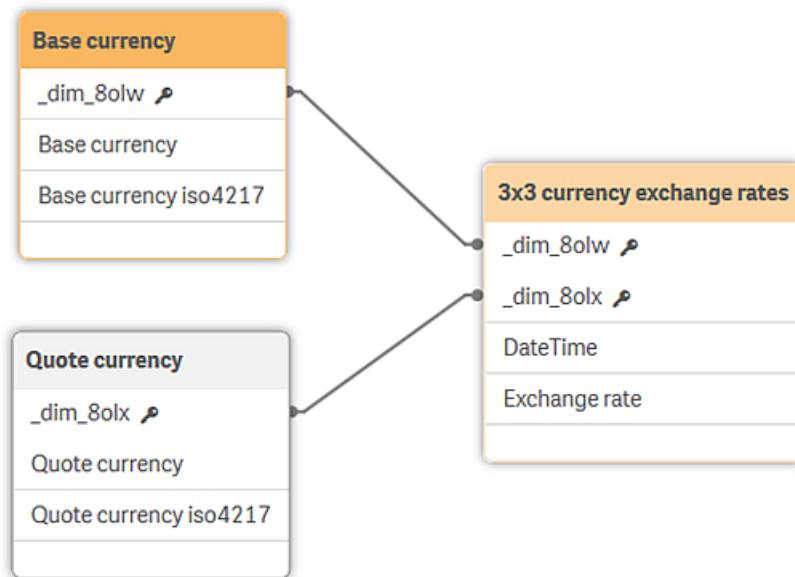 Base currency
_dim_8olw
Base currency
Base currency iso4217
3x3 currency exchange rates
_dim_8olw
_dim_8olx
DateTime
Exchange rate
Quote currency
_dim_8olx
Quote currency
Quote currency iso4217